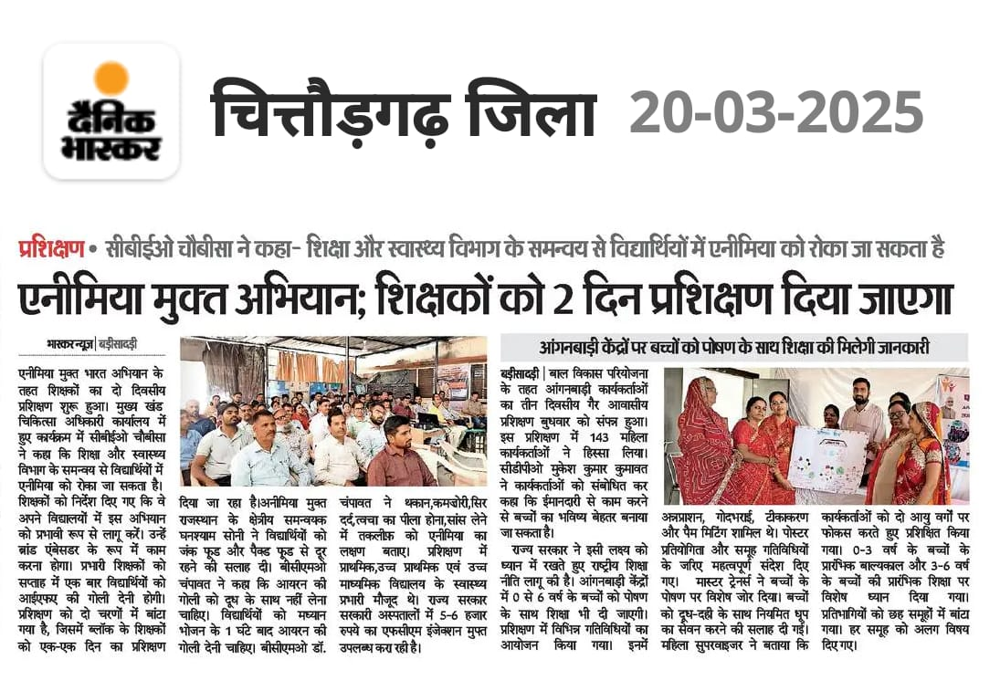 दैनिक
भास्कर
चित्तौड़गढ़ जिला 20-03-2025
प्रशिक्षण • सीबीईओ चौबीसा ने कहा- शिक्षा और स्वास्थ्य विभाग के समन्वय से विद्यार्थियों में एनीमिया को रोका जा सकता है
एनीमिया मुक्त अभियान; शिक्षकों को 2 दिन प्रशिक्षण दिया जाएगा
भास्कर न्यूज | बड़ीसादड़ी
एनीमिया मुक्त भारत अभियान के
तहत शिक्षकों का दो दिवसीय
प्रशिक्षण शुरू हुआ। मुख्य खंड
चिकित्सा अधिकारी कार्यालय में
हुए कार्यक्रम में सीबीईओ चौबीसा
ने कहा कि शिक्षा और स्वास्थ्य
विभाग के समन्वय से विद्यार्थियों में
एनीमिया को रोका जा सकता है।
शिक्षकों को निर्देश दिए गए कि वे
अपने विद्यालयों में इस अभियान
को प्रभावी रूप से लागू करें। उन्हें
ब्रांड एंबेसडर के रूप में काम
करना होगा। प्रभारी शिक्षकों को
सप्ताह में एक बार विद्यार्थियों को
आईएफए की गोली देनी होगी।
प्रशिक्षण को दो चरणों में बांटा
गया है, जिसमें ब्लॉक के शिक्षकों
को एक-एक दिन का प्रशिक्षण
दिया जा रहा है।अनीमिया मुक्त
राजस्थान के क्षेत्रीय समन्वयक
घनश्याम सोनी ने विद्यार्थियों को
जंक फूड और पैक्ड फूड से दूर
रहने की सलाह दी। बीसीएमओ
चंपावत ने कहा कि आयरन की
गोली को दूध के साथ नहीं लेना
चाहिए। विद्यार्थियों को मध्यान
भोजन के 1 घंटे बाद आयरन की
गोली देनी चाहिए। बीसीएमओ डॉ.
चंपावत ने थकान,कमजोरी,सिर
दर्द,त्वचा का पीला होना,सांस लेने
में तकलीफ को एनीमिया का
लक्षण बताए। प्रशिक्षण में
प्राथमिक,उच्च प्राथमिक एवं उच्च
माध्यमिक विद्यालय के स्वास्थ्य
प्रभारी मौजूद थे। राज्य सरकार
सरकारी अस्पतालों में 5-6 हजार
रुपये का एफसीएम इंजेक्शन मुफ्त
उपलब्ध करा रही है।
आंगनबाड़ी केंद्रों पर बच्चों को पोषण के साथ शिक्षा की मिलेगी जानकारी
बड़ीसादड़ी | बाल विकास परियोजना
के तहत आंगनबाड़ी कार्यकर्ताओं
का तीन दिवसीय गैर आवासीय
प्रशिक्षण बुधवार को संपन्न हुआ।
इस प्रशिक्षण में 143 महिला
कार्यकर्ताओं ने हिस्सा लिया।
सीडीपीओ मुकेश कुमार कुमावत
ने कार्यकर्ताओं को संबोधित कर
कहा कि ईमानदारी से काम करने
से बच्चों का भविष्य बेहतर बनाया
जा सकता है।
राज्य सरकार ने इसी लक्ष्य को
ध्यान में रखते हुए राष्ट्रीय शिक्षा
नीति लागू की है। आंगनबाड़ी केंद्रों
में 0 से 6 वर्ष के बच्चों को पोषण
के साथ शिक्षा भी दी जाएगी।
प्रशिक्षण में विभिन्न गतिविधियों का
आयोजन किया गया। इनमें
अन्नप्राशन, गोदभराई, टीकाकरण
और पैम मिटिंग शामिल थे। पोस्टर
प्रतियोगिता और समूह गतिविधियों
के जरिए महत्वपूर्ण संदेश दिए
गए। मास्टर ट्रेनर्स ने बच्चों के
पोषण पर विशेष जोर दिया। बच्चों
को दूध-दही के साथ नियमित धूप
का सेवन करने की सलाह दी गई।
महिला सुपरवाइजर ने बताया कि
कार्यकर्ताओं को दो आयु वर्गों पर
फोकस करते हुए प्रशिक्षित किया
गया। 0-3 वर्ष के बच्चों के
प्रारंभिक बाल्यकाल और 3-6 वर्ष
के बच्चों की प्रारंभिक शिक्षा पर
विशेष ध्यान दिया गया।
प्रतिभागियों को छह समूहों में बांटा
गया। हर समूह को अलग विषय
दिए गए।